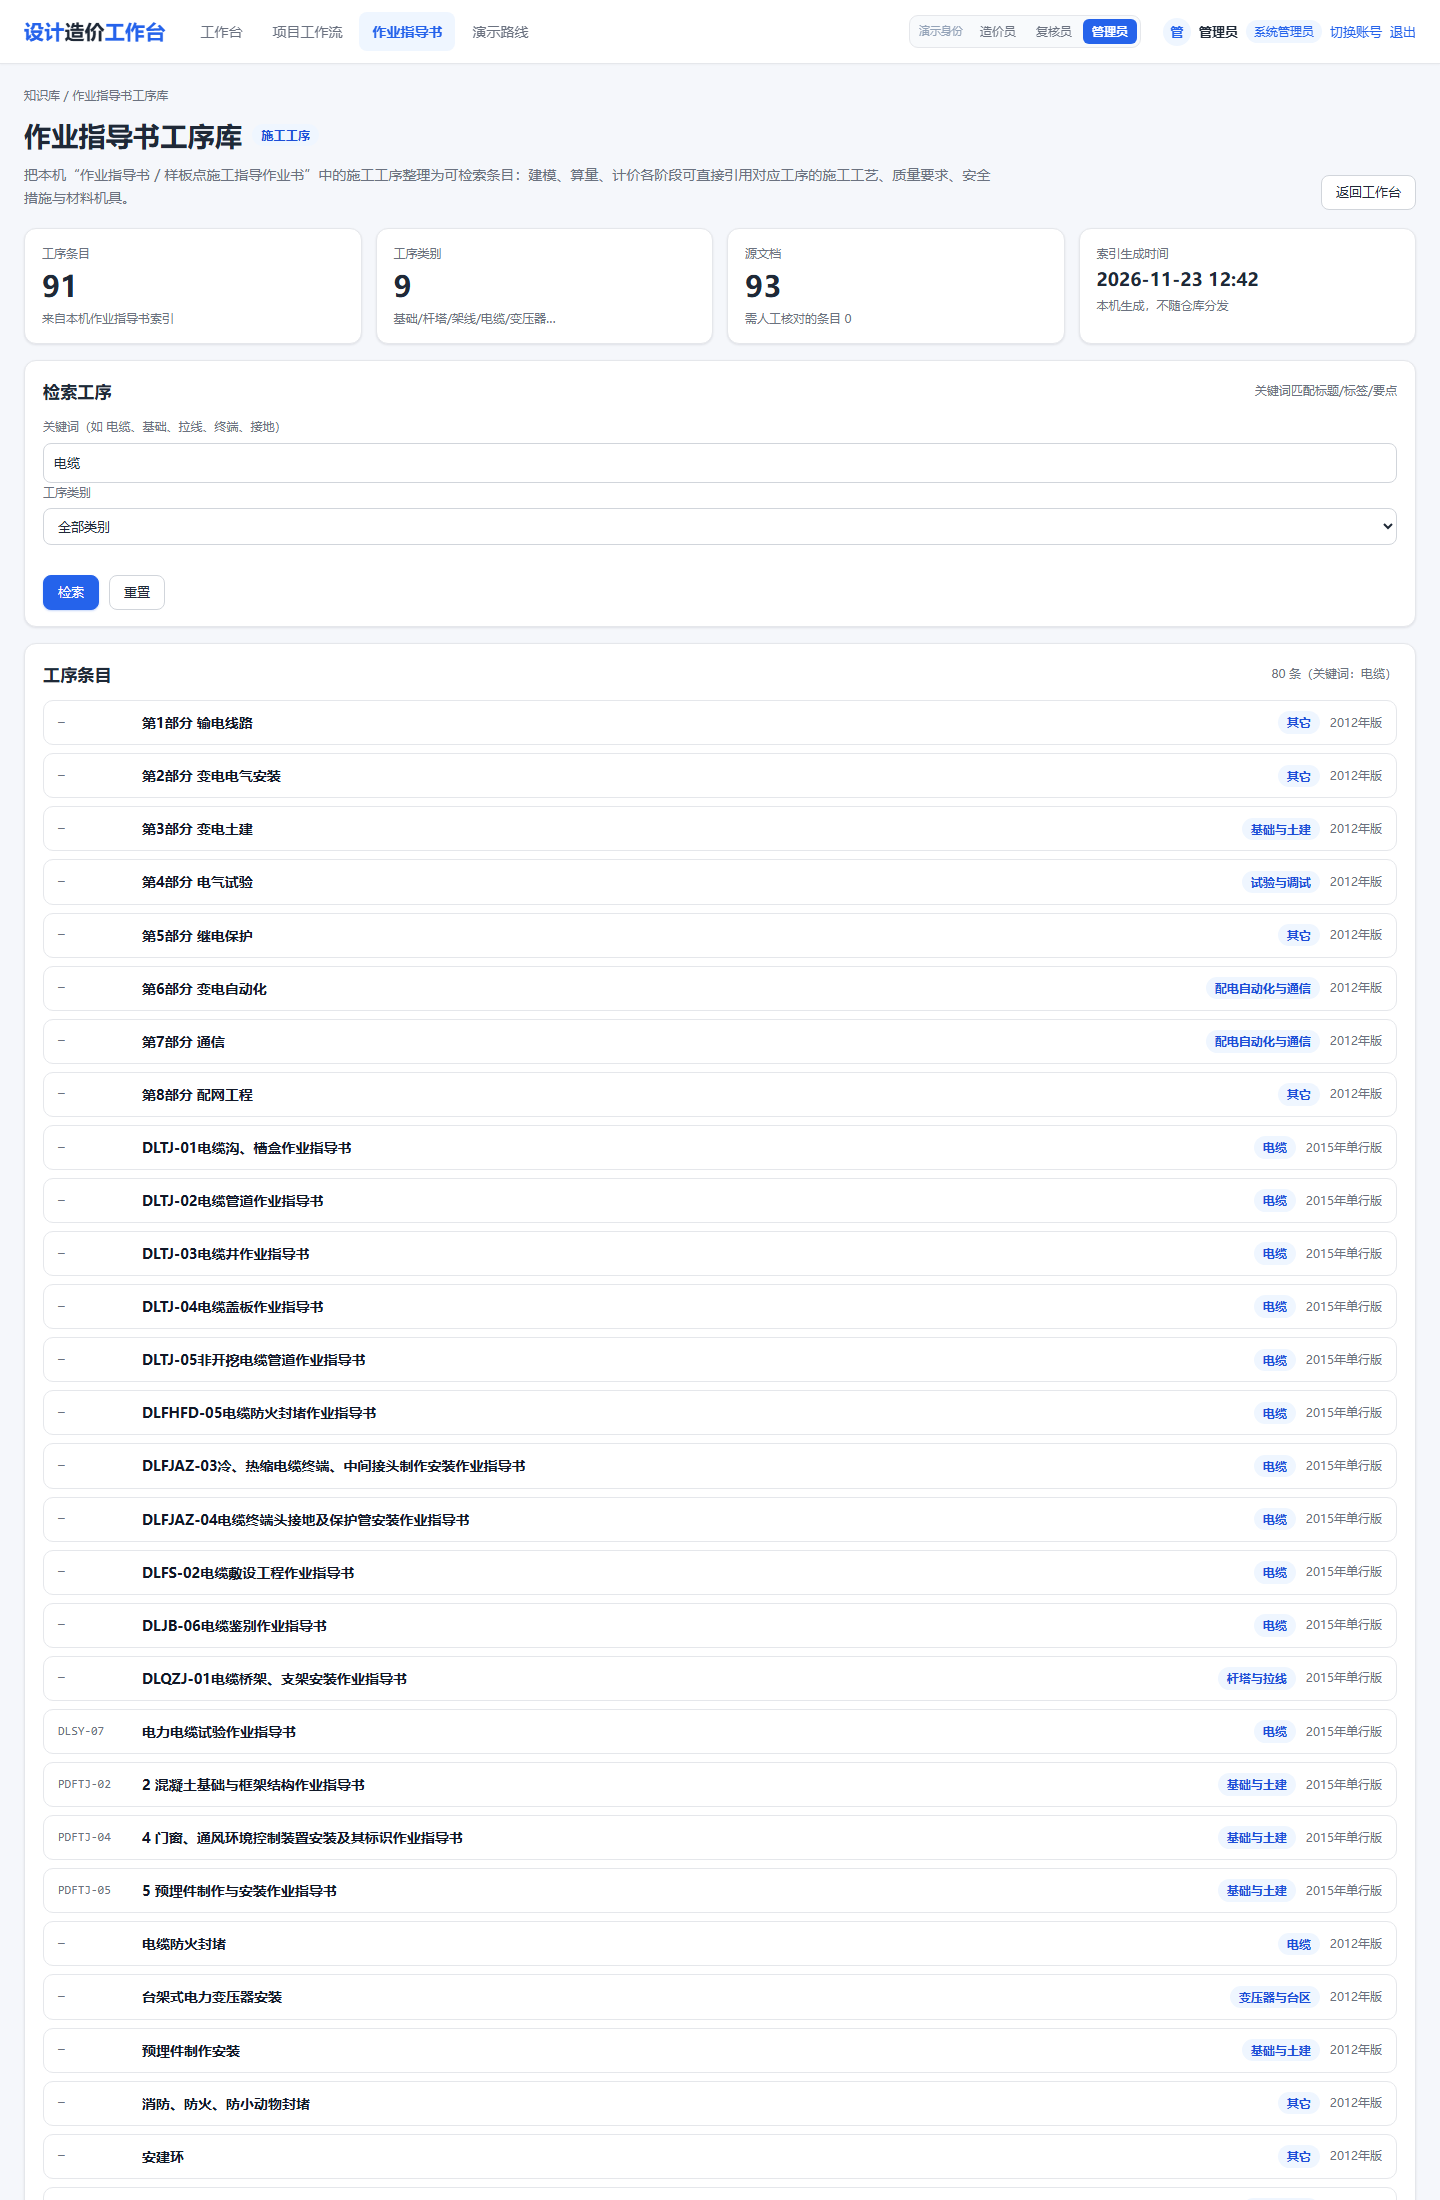 设计造价工作台
工作台
项目工作流
作业指导书
演示路线
演示身份
造价员
复核员
管理员
管
管理员
系统管理员
切换账号
退出
知识库 / 作业指导书工序库
作业指导书工序库
施工工序
把本机“作业指导书 / 样板点施工指导作业书”中的施工工序整理为可检索条目：建模、算量、计价各阶段可直接引用对应工序的施工工艺、质量要求、安全
措施与材料机具。
返回工作台
工序条目
91
来自本机作业指导书索引
工序类别
9
基础/杆塔/架线/电缆/变压器...
源文档
93
需人工核对的条目 0
索引生成时间
2026-11-23 12:42
本机生成，不随仓库分发
检索工序
关键词匹配标题/标签/要点
关键词（如 电缆、基础、拉线、终端、接地）
电缆
工序类别
全部类别
检索
重置
工序条目
80 条（关键词：电缆）
— 第1部分 输电线路 其它 2012年版
— 第2部分 变电电气安装 其它 2012年版
— 第3部分 变电土建 基础与土建 2012年版
— 第4部分 电气试验 试验与调试 2012年版
— 第5部分 继电保护 其它 2012年版
— 第6部分 变电自动化 配电自动化与通信 2012年版
— 第7部分 通信 配电自动化与通信 2012年版
— 第8部分 配网工程 其它 2012年版
— DLTJ-01电缆沟、槽盒作业指导书 电缆 2015年单行版
— DLTJ-02电缆管道作业指导书 电缆 2015年单行版
— DLTJ-03电缆井作业指导书 电缆 2015年单行版
— DLTJ-04电缆盖板作业指导书 电缆 2015年单行版
— DLTJ-05非开挖电缆管道作业指导书 电缆 2015年单行版
— DLFHFD-05电缆防火封堵作业指导书 电缆 2015年单行版
— DLFJAZ-03冷、热缩电缆终端、中间接头制作安装作业指导书 电缆 2015年单行版
— DLFJAZ-04电缆终端头接地及保护管安装作业指导书 电缆 2015年单行版
— DLFS-02电缆敷设工程作业指导书 电缆 2015年单行版
— DLJB-06电缆鉴别作业指导书 电缆 2015年单行版
— DLQZJ-01电缆桥架、支架安装作业指导书 杆塔与拉线 2015年单行版
DLSY-07 电力电缆试验作业指导书 电缆 2015年单行版
PDFTJ-02 2 混凝土基础与框架结构作业指导书 基础与土建 2015年单行版
PDFTJ-04 4 门窗、通风环境控制装置安装及其标识作业指导书 基础与土建 2015年单行版
PDFTJ-05 5 预埋件制作与安装作业指导书 基础与土建 2015年单行版
— 电缆防火封堵 电缆 2012年版
— 台架式电力变压器安装 变压器与台区 2012年版
— 预埋件制作安装 基础与土建 2012年版
— 消防、防火、防小动物封堵 其它 2012年版
— 安建环 其它 2012年版